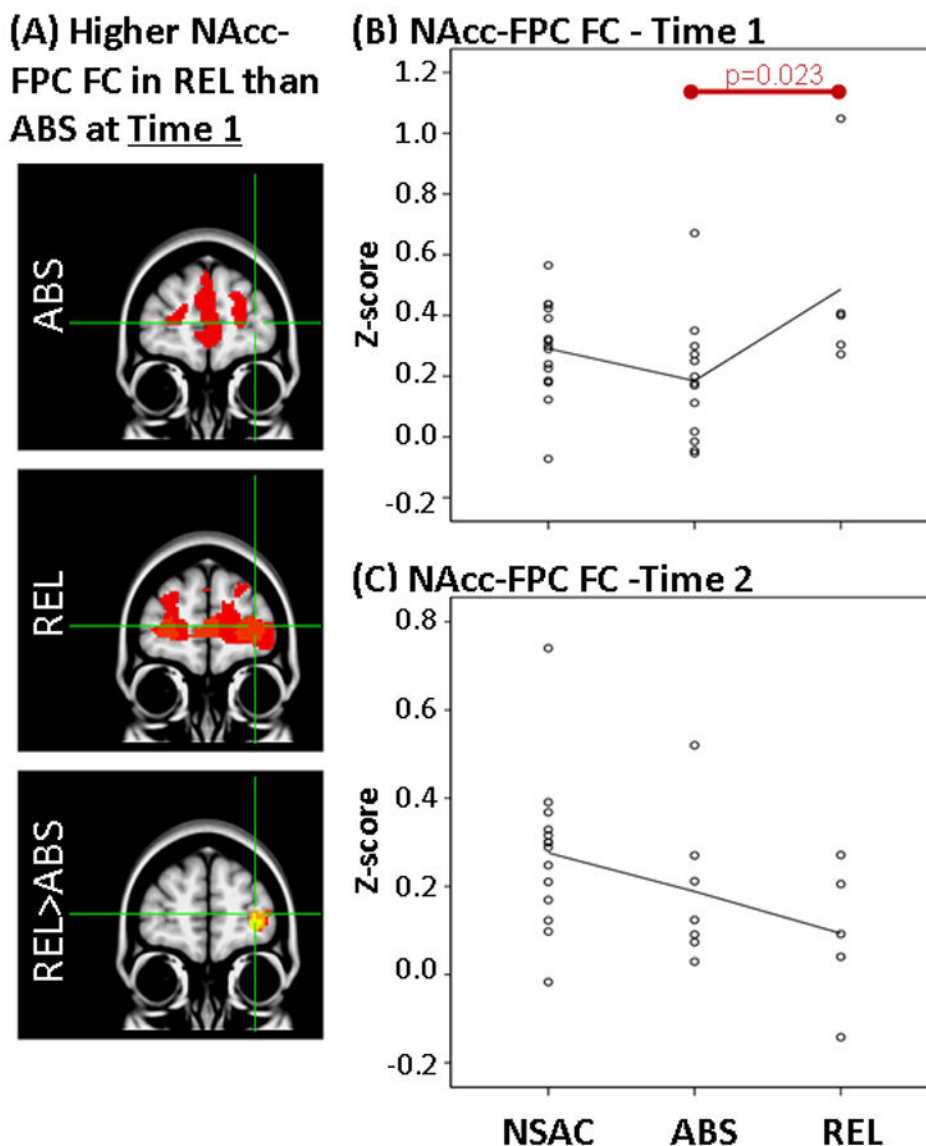 (A) Higher NAcc-
FPC FC in REL than
ABS at Time 1
ABS
REL
REL>ABS
(B) NAcc-FPC FC - Time 1
p=0.023
Z-score
1.2
1.0
0.8
0.6
0.4
0.2
0.0
-0.2
(C) NAcc-FPC FC -Time 2
Z-score
0.8
0.6
0.4
0.2
0.0
-0.2
NSAC ABS REL